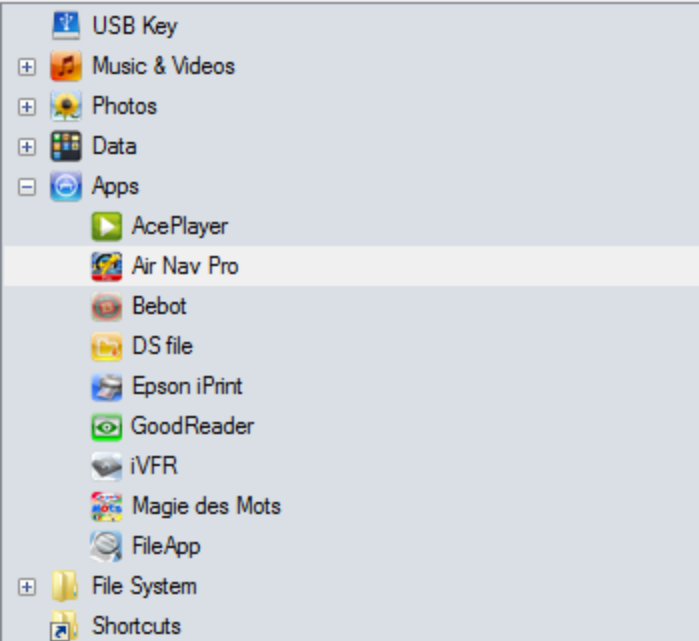 USB Key
Music & Videos
Photos
Data
Apps
AcePlayer
Air Nav Pro
Bebot
DS file
Epson iPrint
GoodReader
iVFR
Magie des Mots
FileApp
File System
Shortcuts